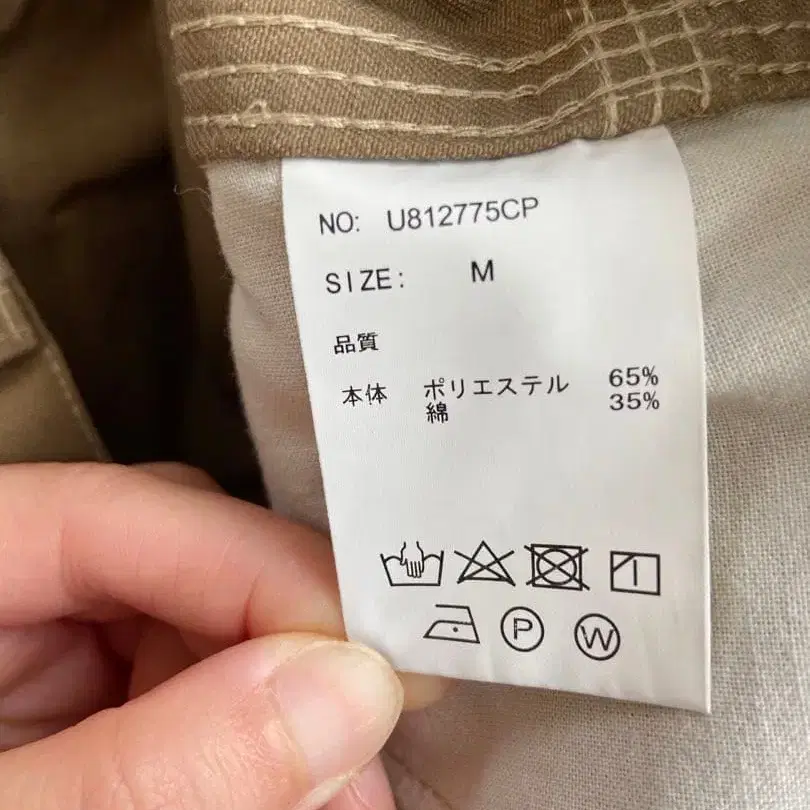 NO: U812775CP
SIZE: M
品質
本体 ポリエステル 65%
綿 35%
P W